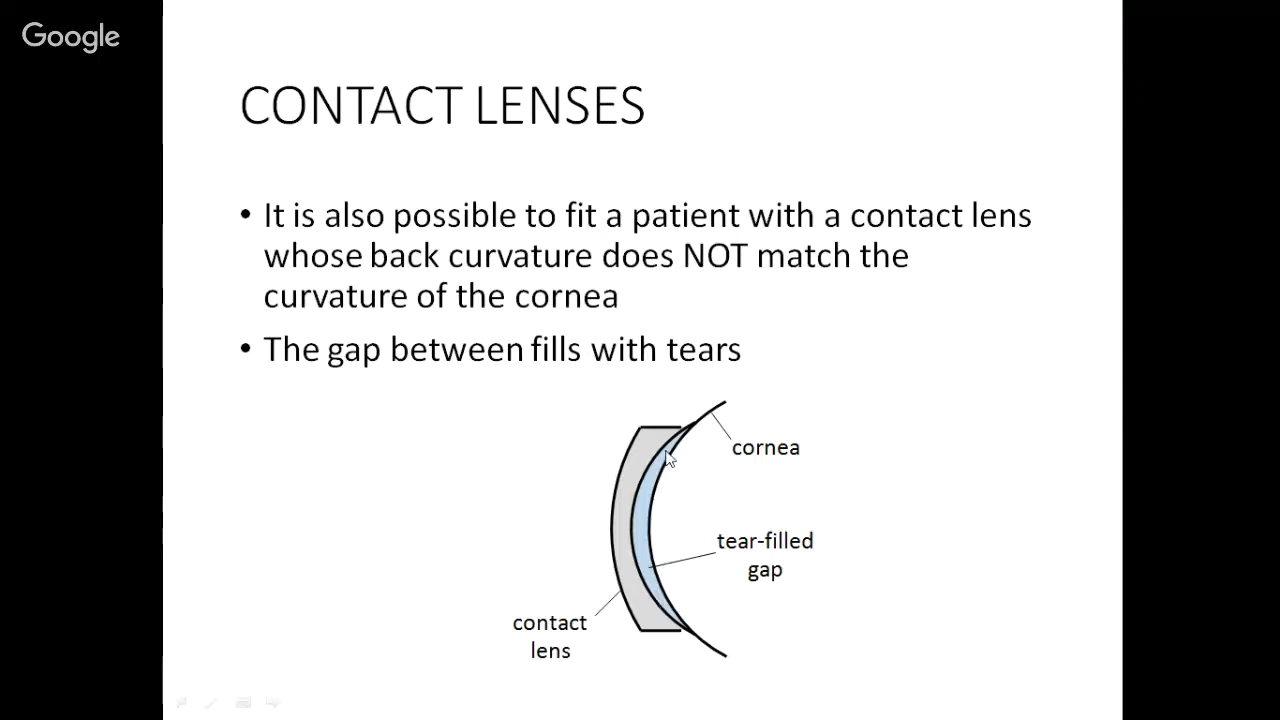 Google
CONTACT LENSES
• It is also possible to fit a patient with a contact lens
whose back curvature does NOT match the
curvature of the cornea
• The gap between fills with tears
cornea
tear-filled
gap
contact
lens